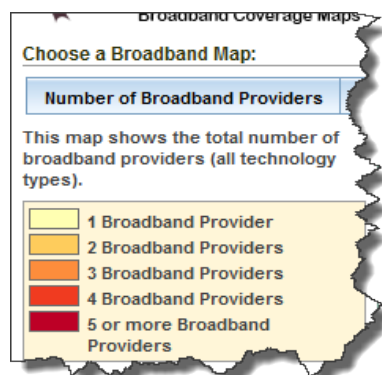 Broadband Coverage Maps
Choose a Broadband Map:
Number of Broadband Providers
This map shows the total number of
broadband providers (all technology
types).
1 Broadband Provider
2 Broadband Providers
3 Broadband Providers
4 Broadband Providers
5 or more Broadband
Providers